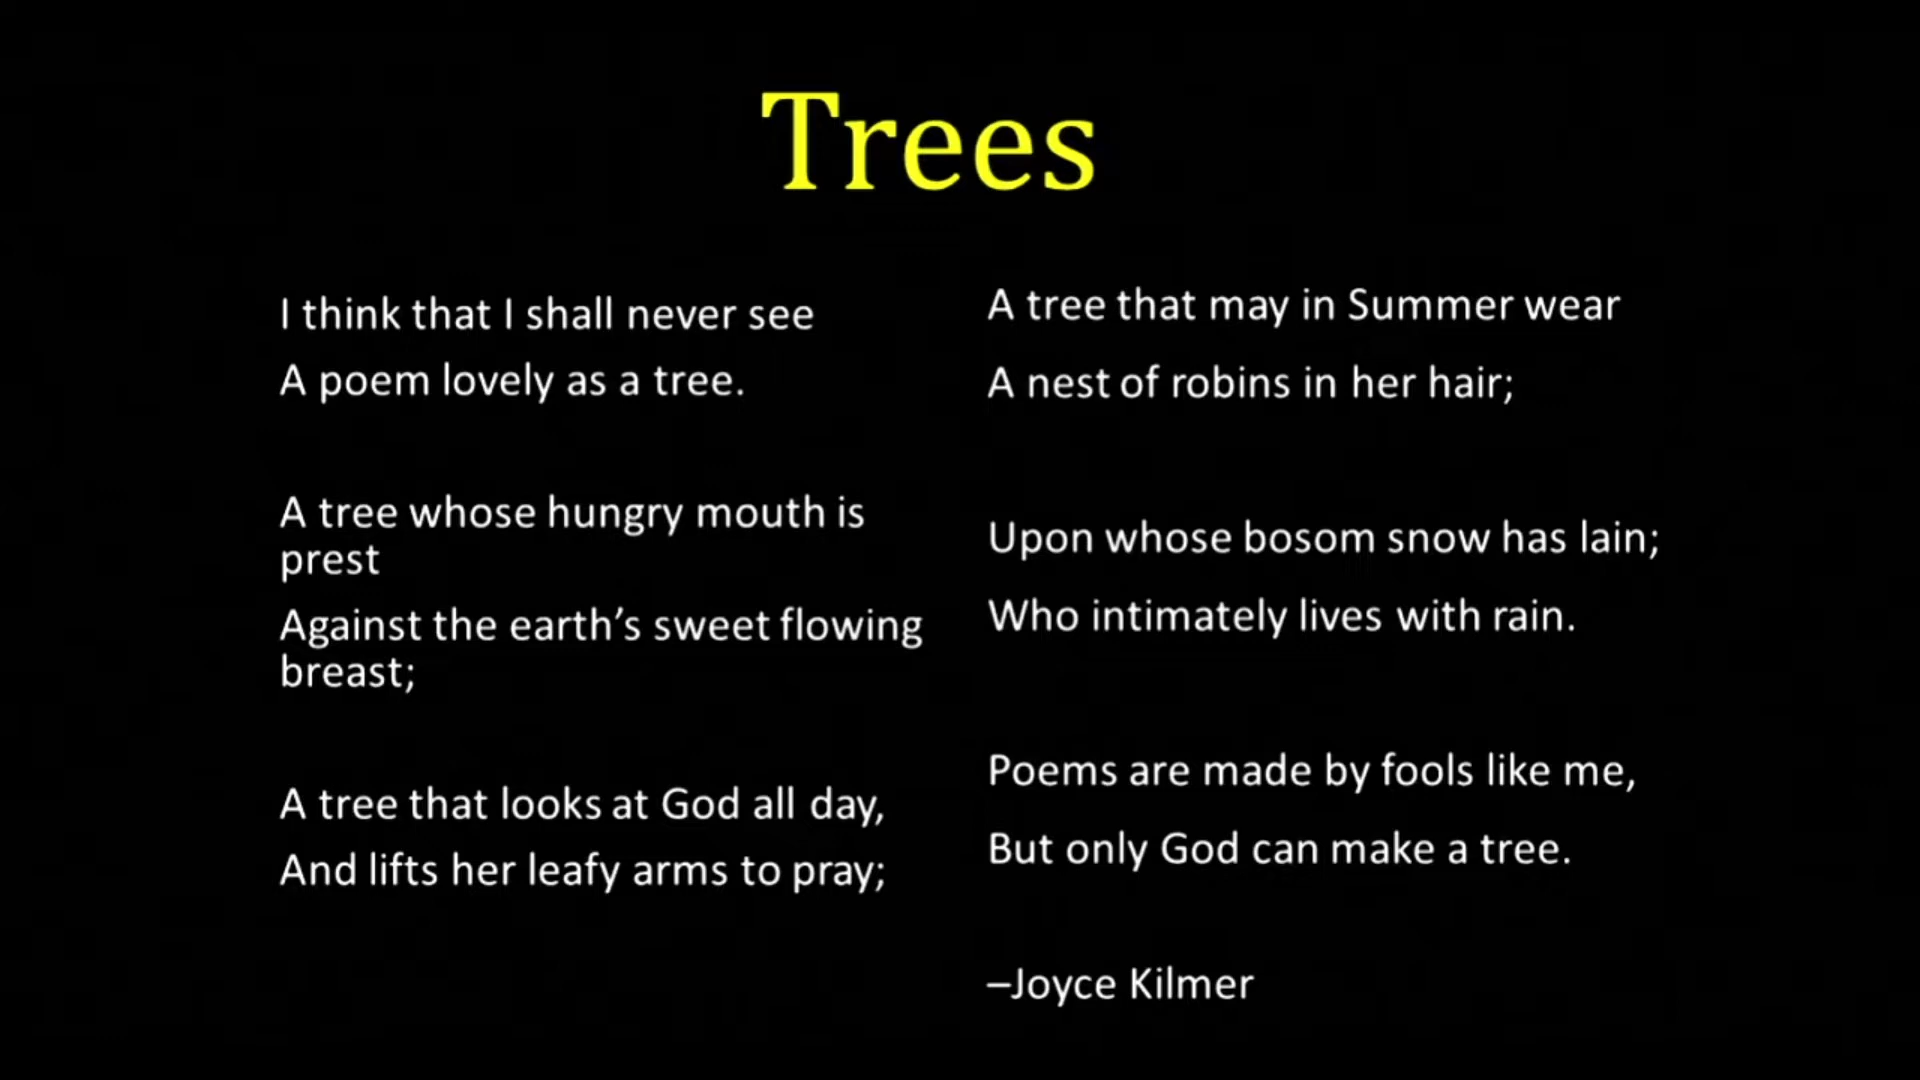 Trees
I think that I shall never see
A poem lovely as a tree.
A tree whose hungry mouth is
prest
Against the earth’s sweet flowing
breast;
A tree that looks at God all day,
And lifts her leafy arms to pray;
A tree that may in Summer wear
A nest of robins in her hair;
Upon whose bosom snow has lain;
Who intimately lives with rain.
Poems are made by fools like me,
But only God can make a tree.
–Joyce Kilmer